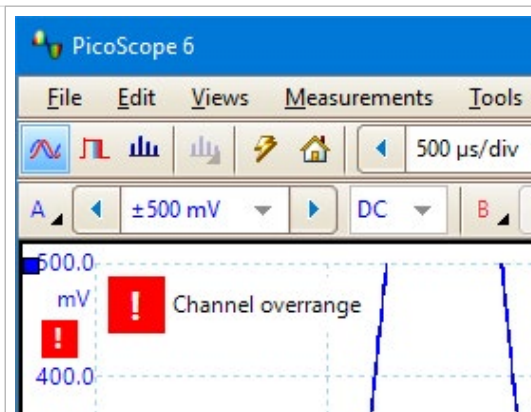 PicoScope 6
File Edit Views Measurements Tools
500 µs/div
A ±500 mV DC B
500.0
mV ! Channel overrange
!
400.0